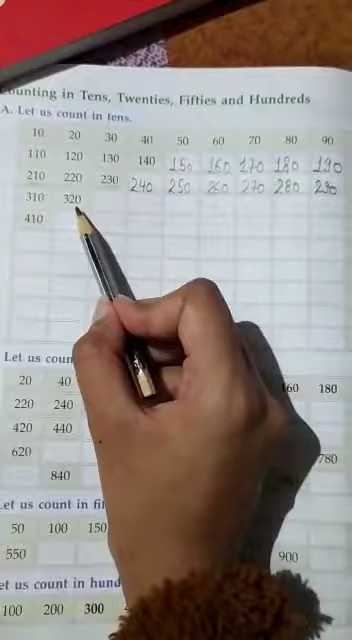 ounting in Tens, Twenties, Fifties and Hundreds
A. Let us count in tens.
10 20 30 40 50 60 70 80 90
110 120 130 140 150 160 170 180 190
210 220 230 240 250 260 270 280 290
310 320
410
Let us coun
20 40 160 180
220 240
420 440
620 780
840
et us count in fi
50 100 150
550 900
et us count in hund
100 200 300